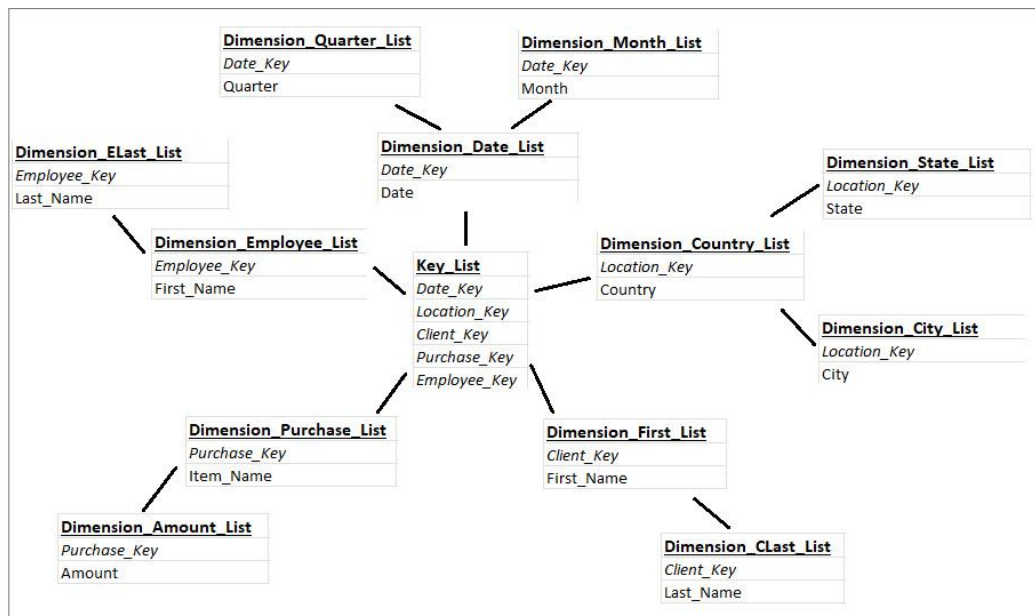 Dimension_Quarter_List
Date_Key
Quarter
Dimension_Month_List
Date_Key
Month
Dimension_ELast_List
Employee_Key
Last_Name
Dimension_Date_List
Date_Key
Date
Dimension_State_List
Location_Key
State
Dimension_Employee_List
Employee_Key
First_Name
Key_List
Date_Key
Location_Key
Client_Key
Purchase_Key
Employee_Key
Dimension_Country_List
Location_Key
Country
Dimension_City_List
Location_Key
City
Dimension_Purchase_List
Purchase_Key
Item_Name
Dimension_First_List
Client_Key
First_Name
Dimension_Amount_List
Purchase_Key
Amount
Dimension_CLast_List
Client_Key
Last_Name